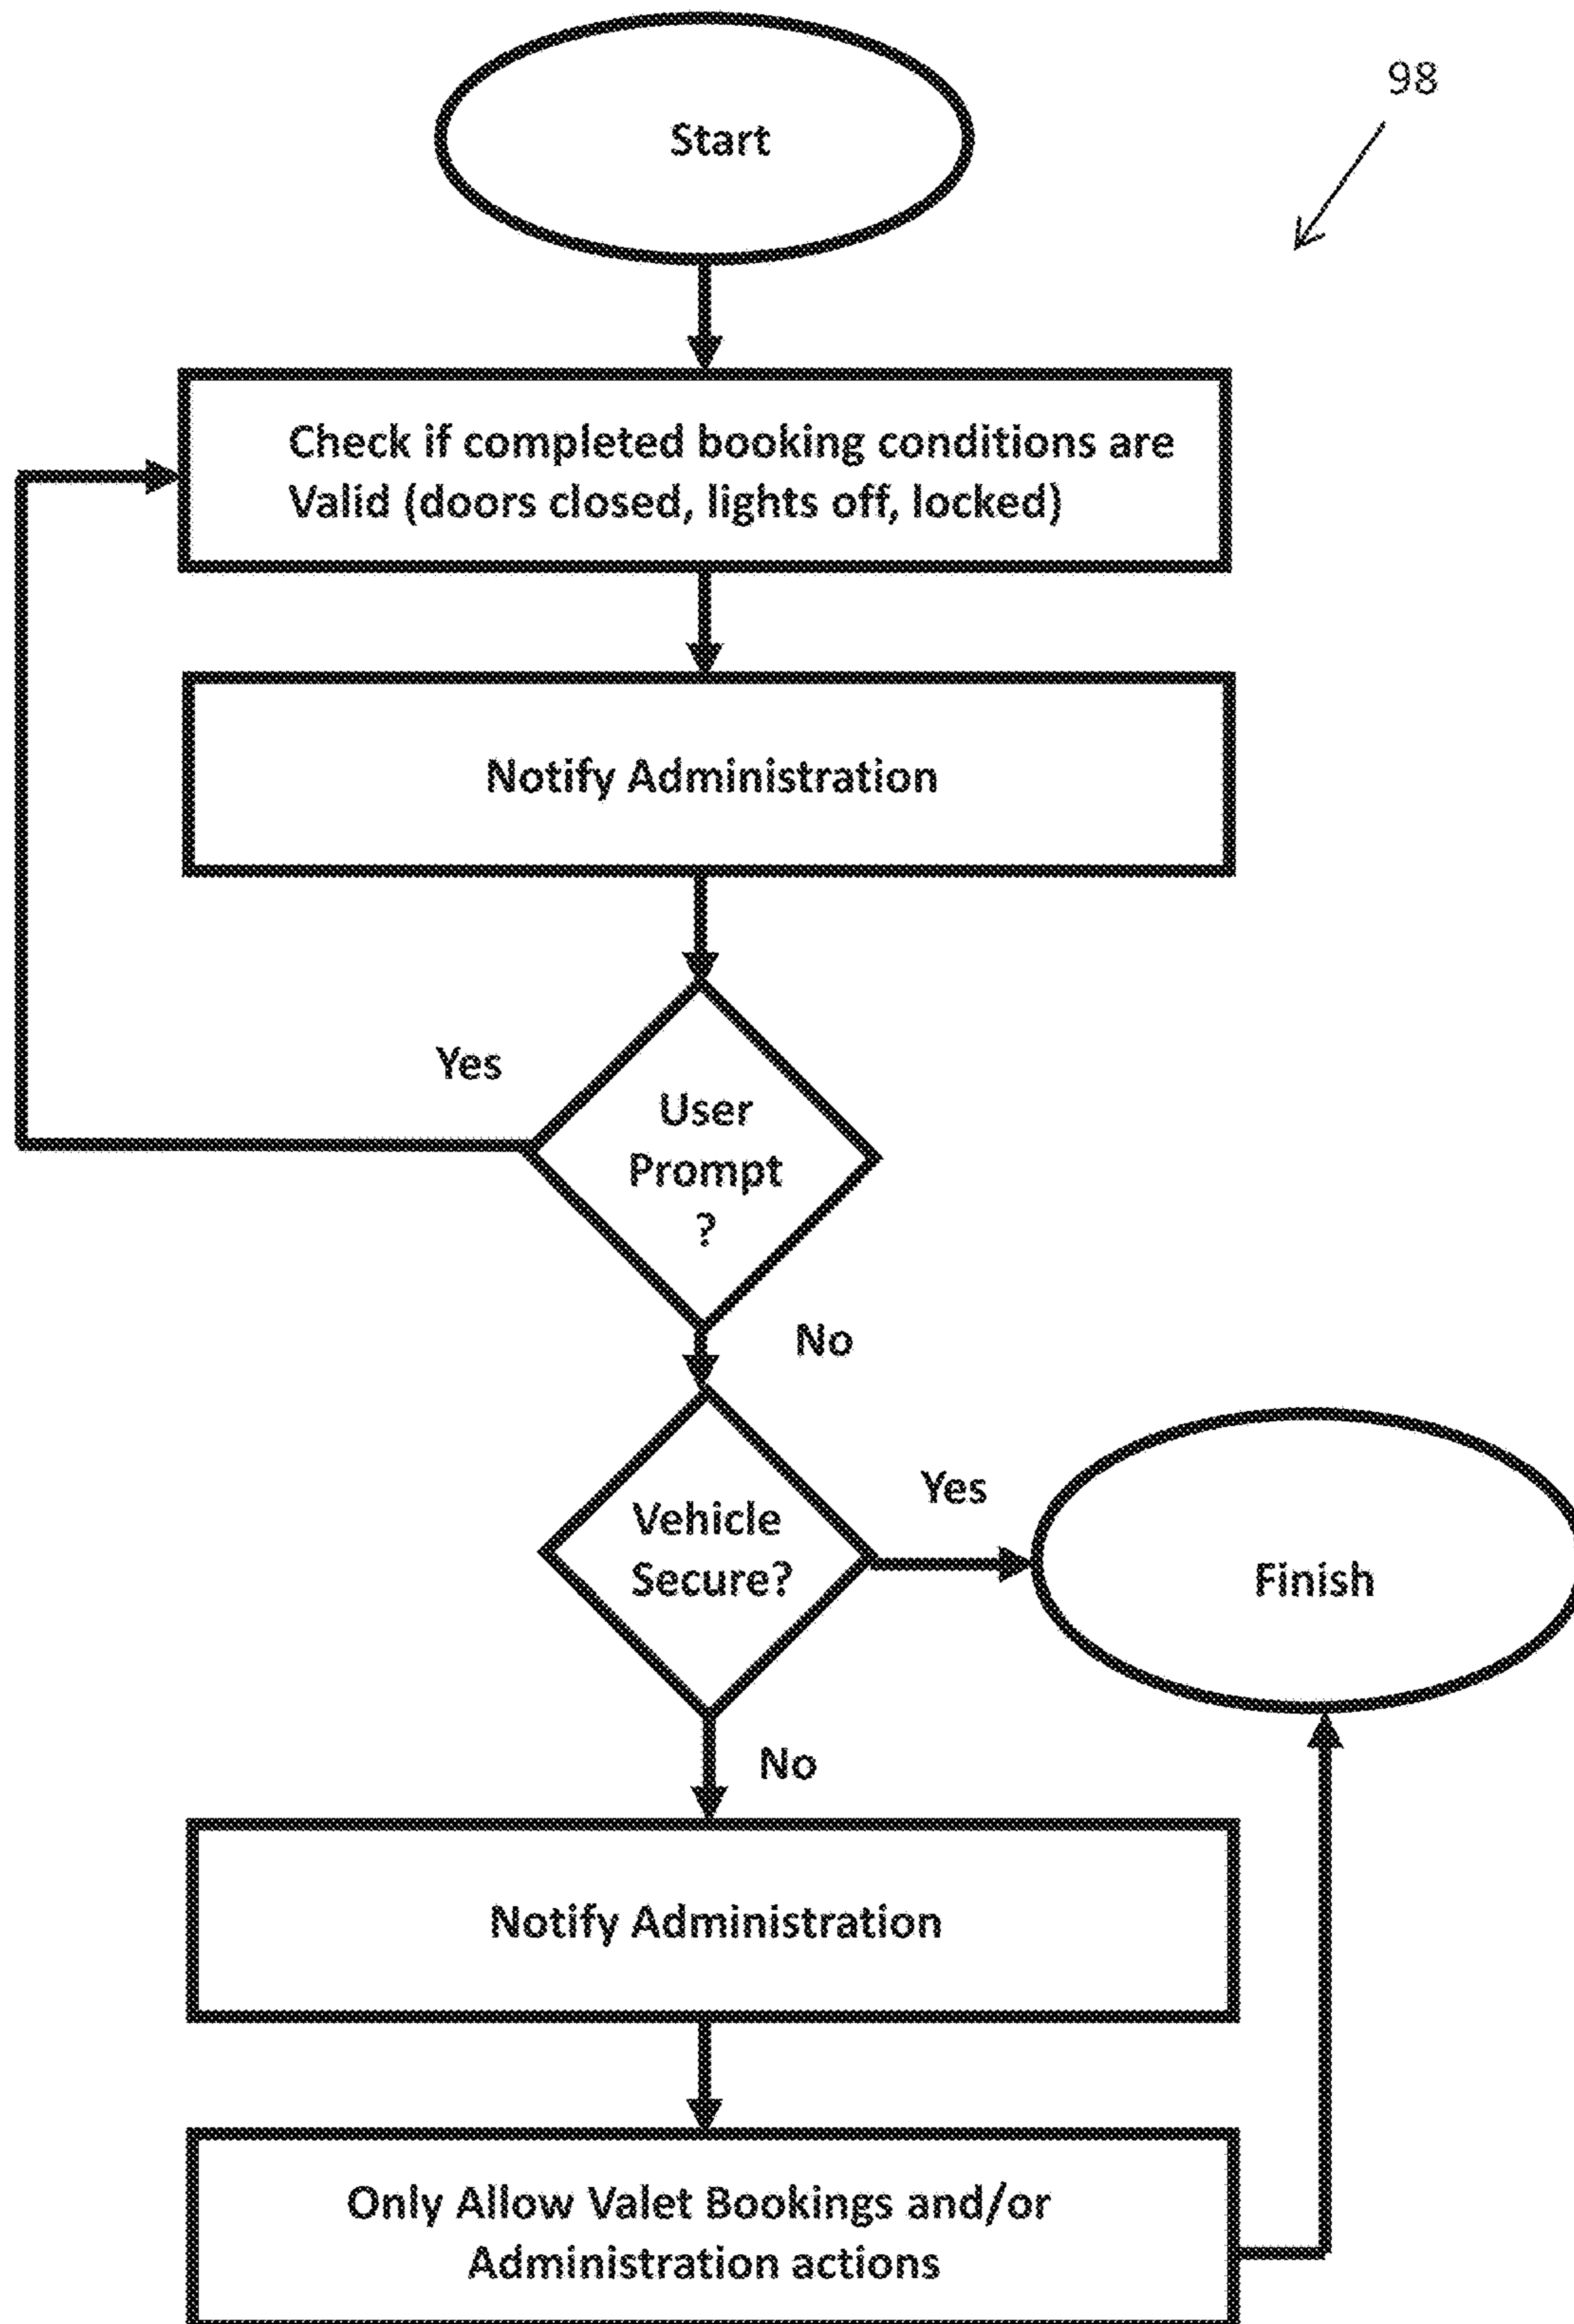 98
Start
Check if completed booking conditions are
Valid (doors closed, lights off, locked)
Notify Administration
Yes
User
Prompt
?
No
Yes
Vehicle
Secure?
Finish
No
Notify Administration
Only Allow Valet Bookings and/or
Administration actions